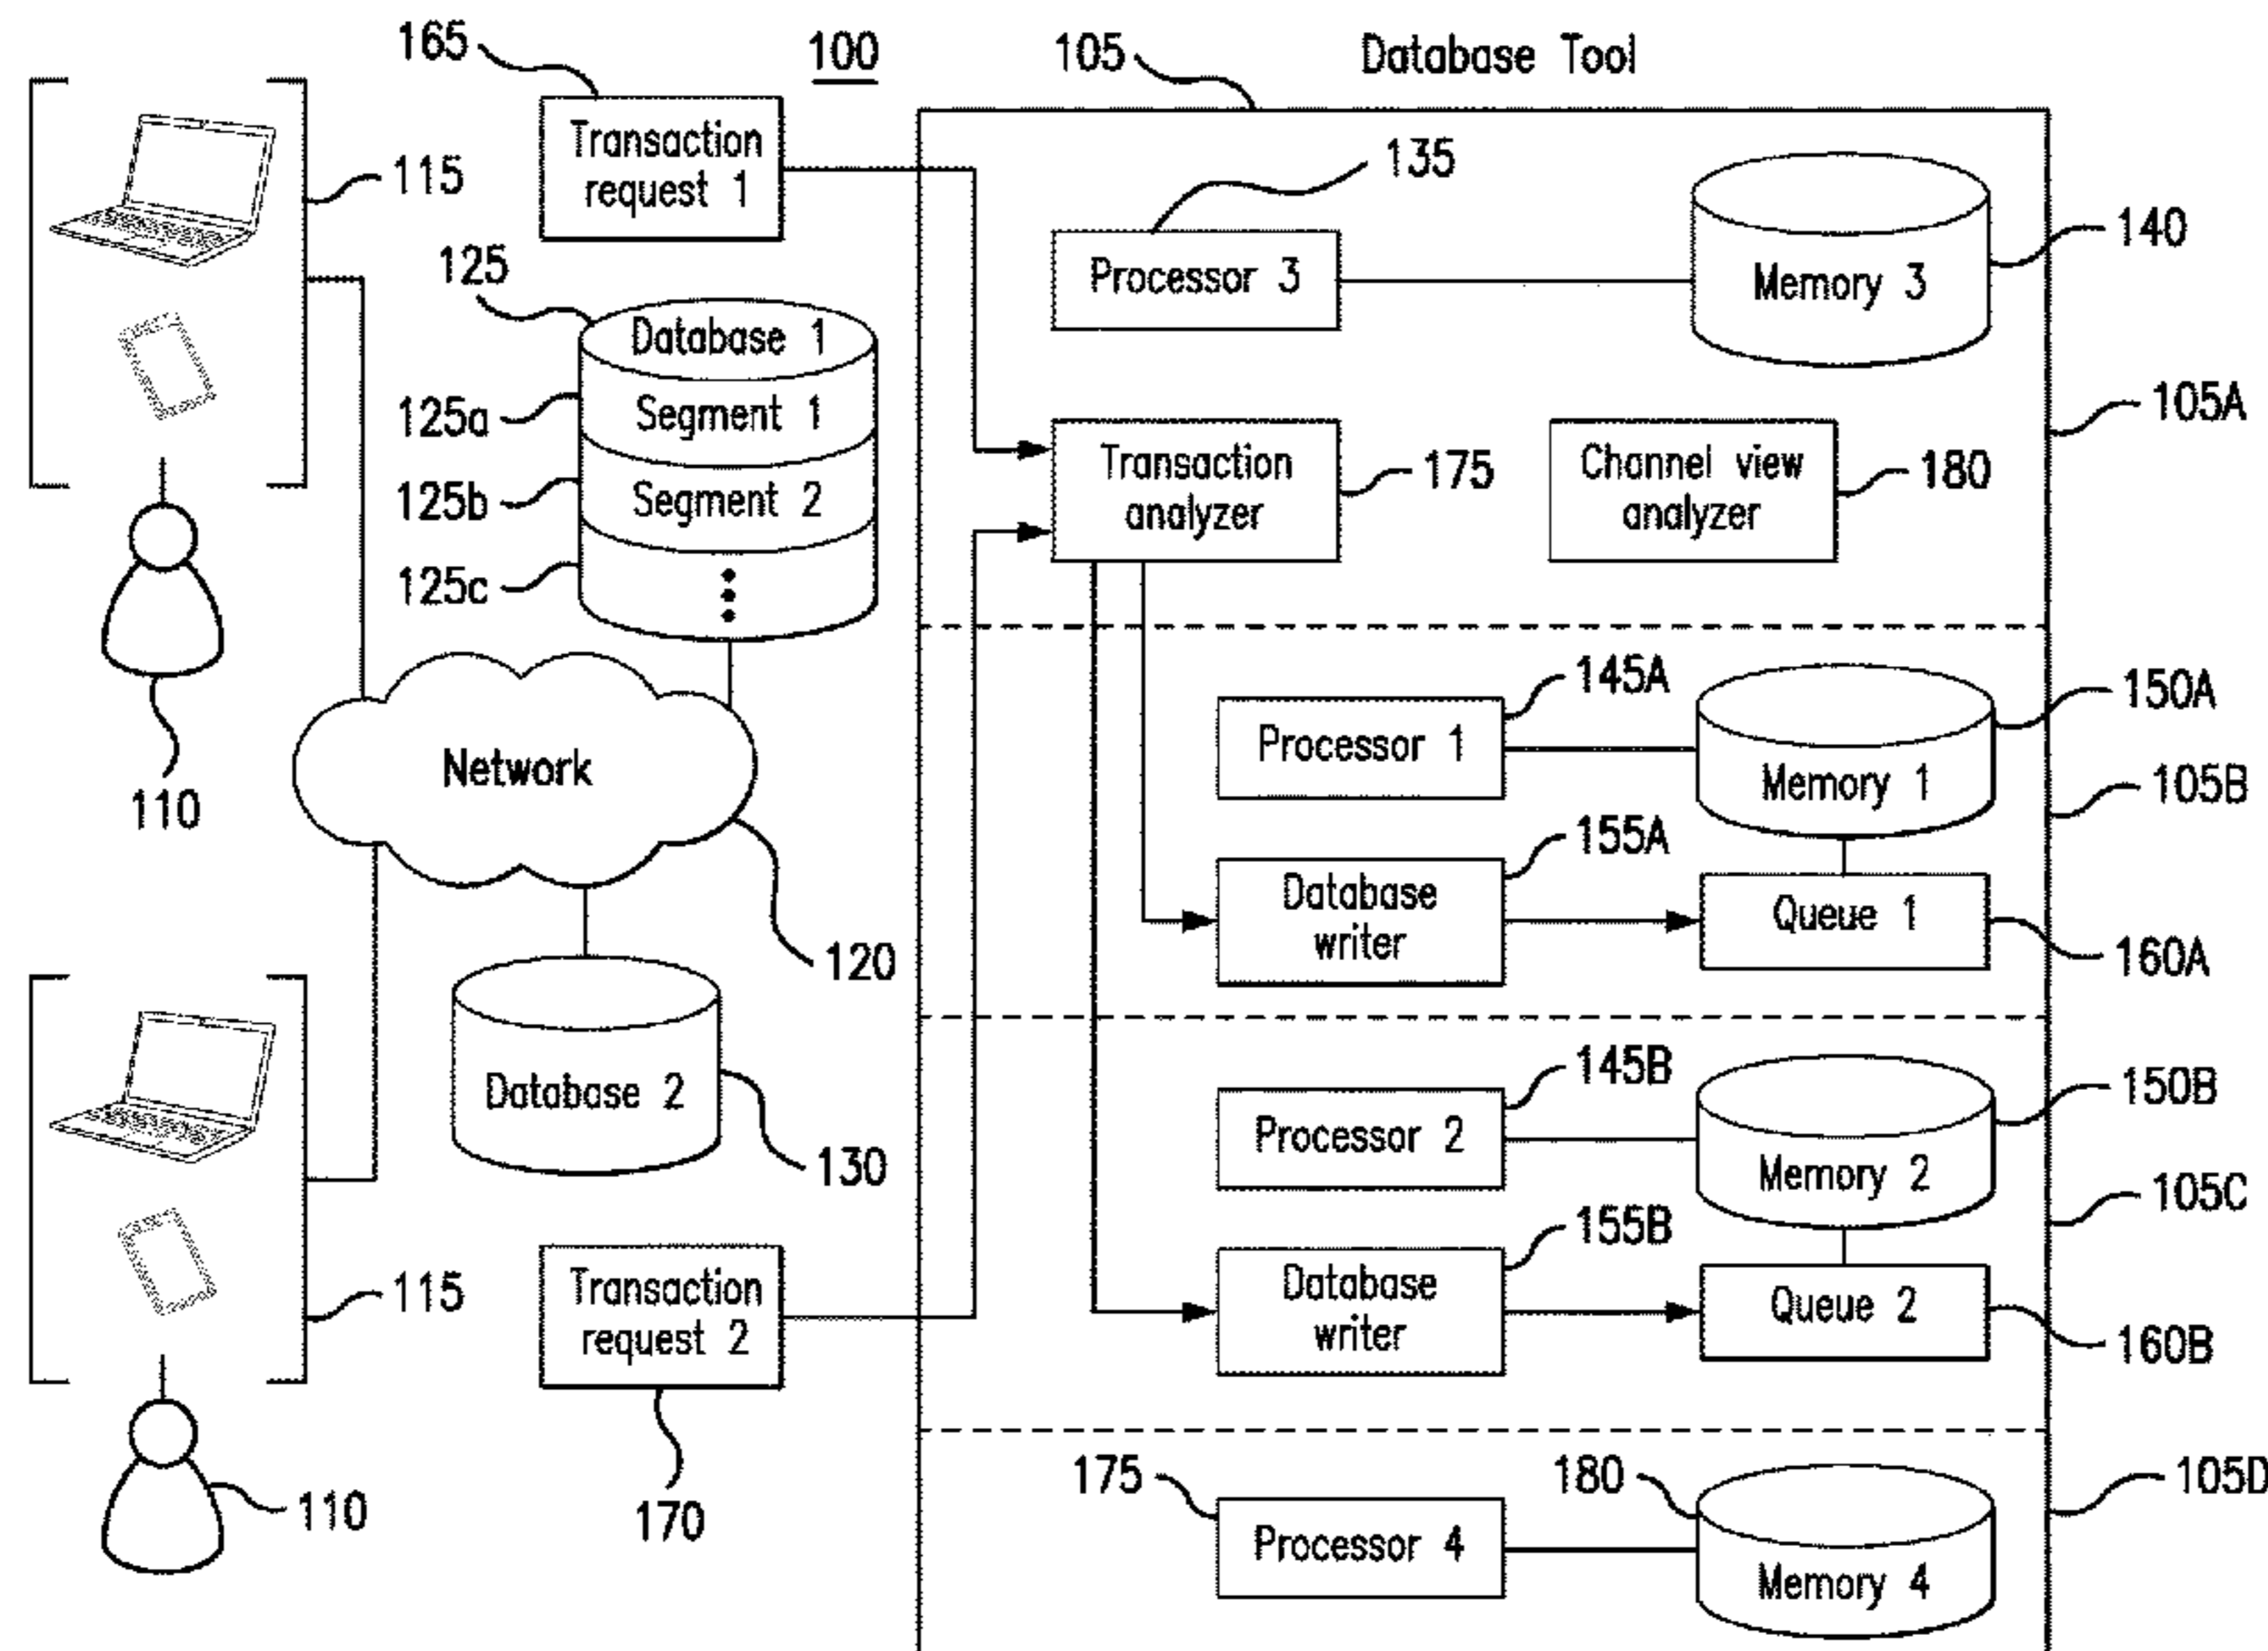 165
100
105
Database Tool
Transaction
request 1
115
135
Processor 3
Memory 3
140
125
Database 1
125a
Segment 1
125b
Segment 2
125c
105A
Transaction
analyzer
175
Channel view
analyzer
180
110
Network
120
145A
Processor 1
Memory 1
150A
105B
155A
Database
writer
Queue 1
160A
Database 2
130
145B
Processor 2
Memory 2
150B
105C
115
Transaction
request 2
170
155B
Database
writer
Queue 2
160B
110
175
Processor 4
180
Memory 4
105D